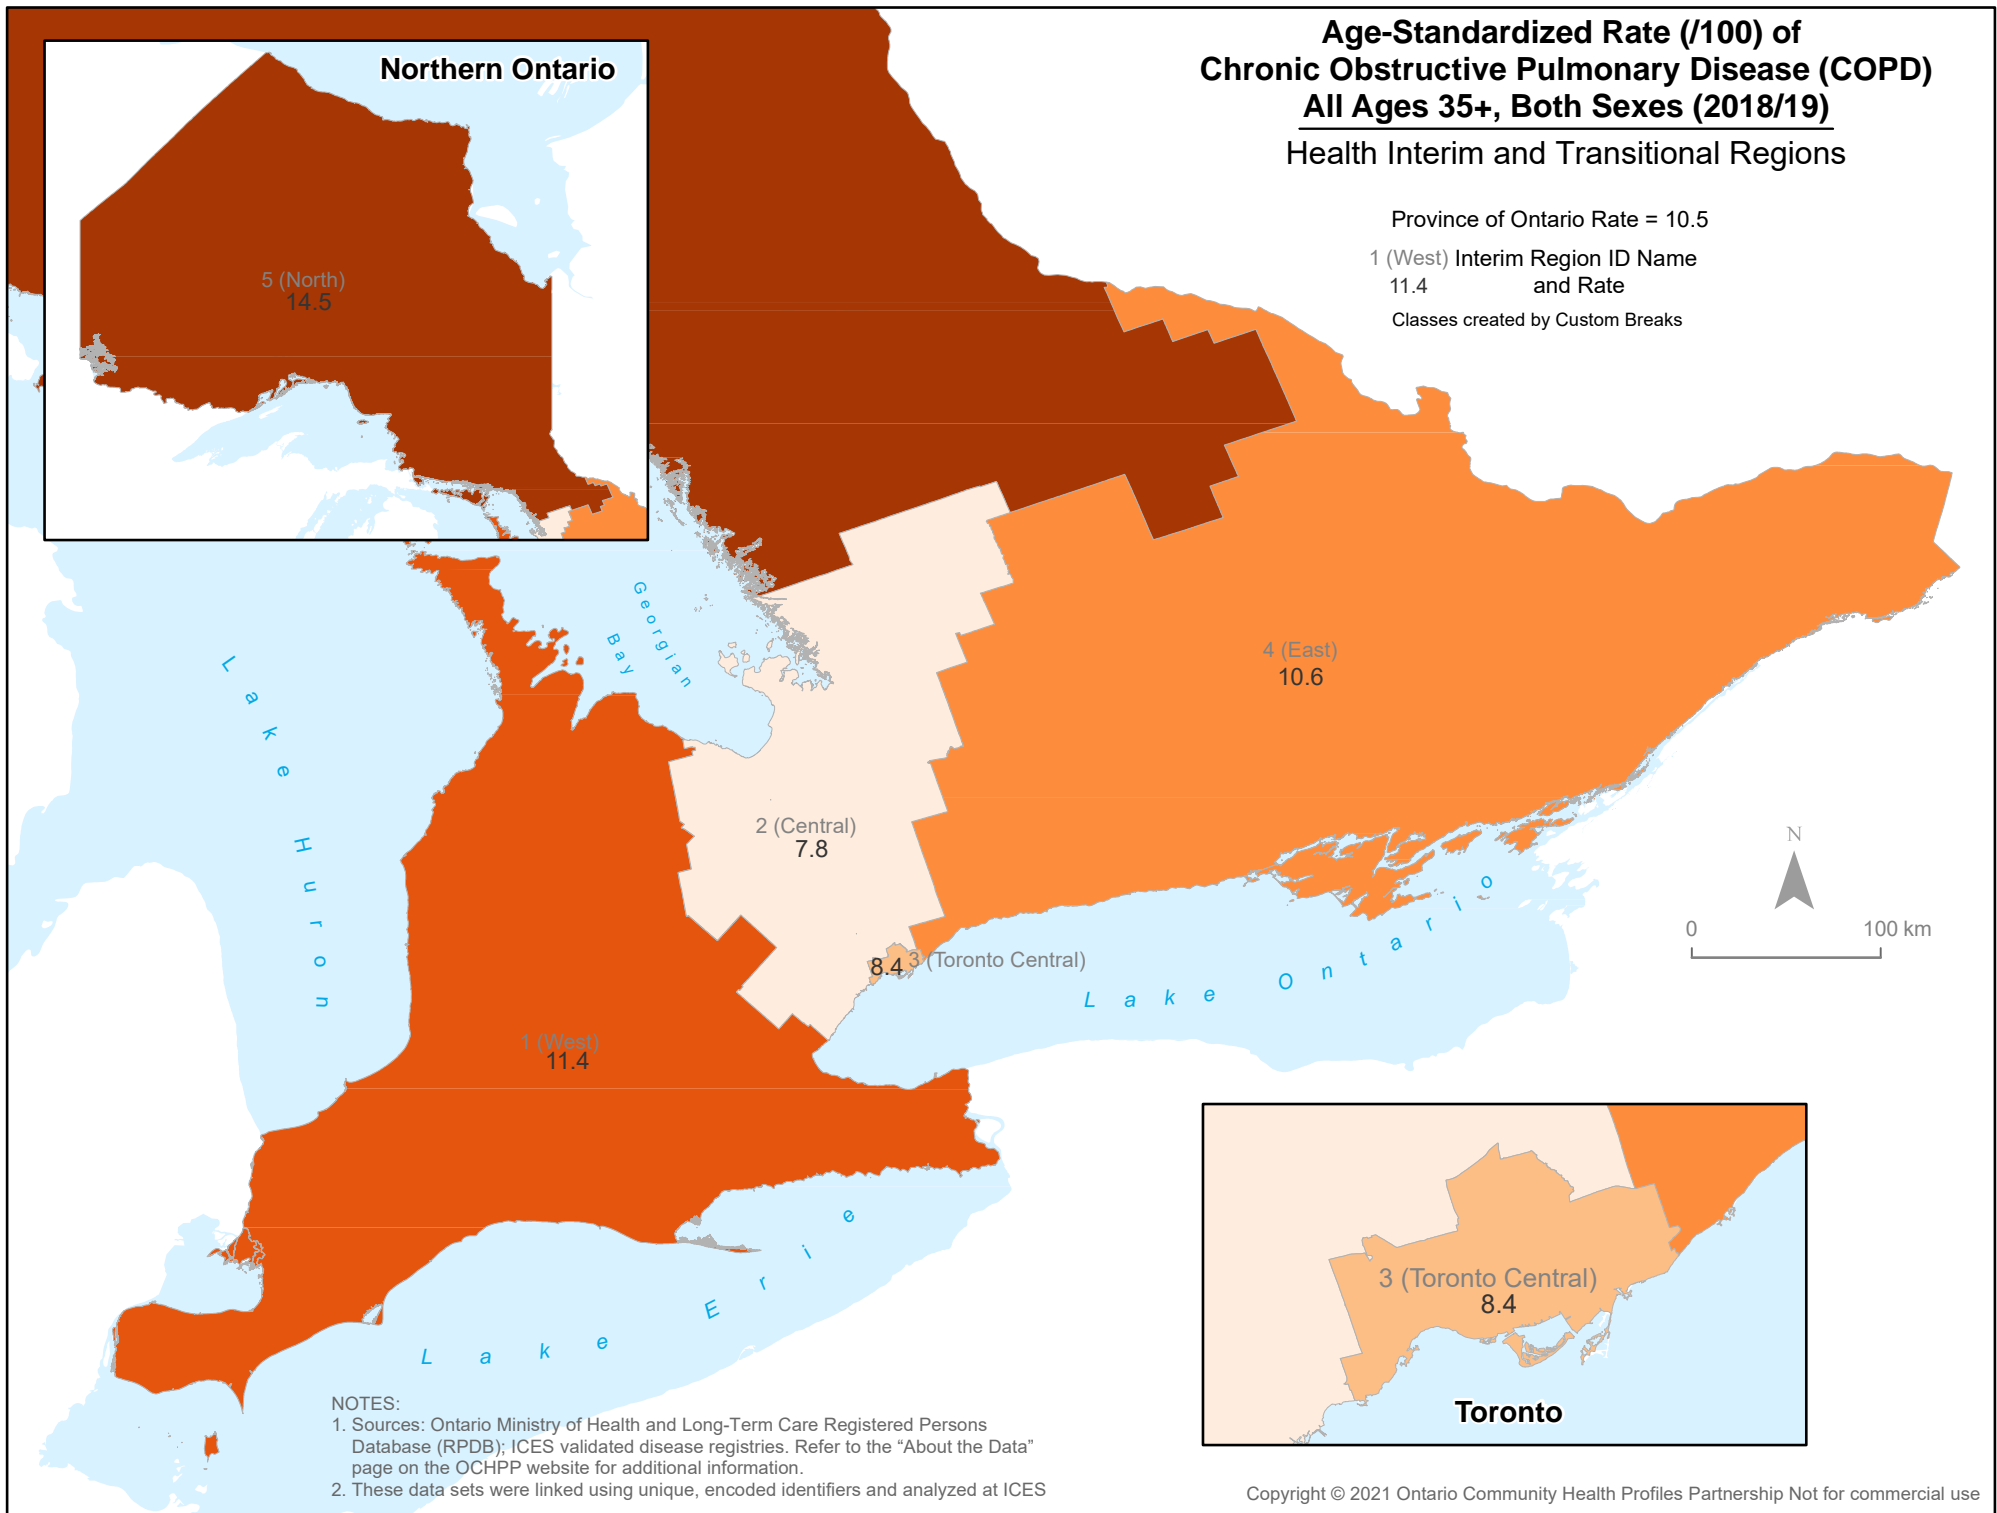 Age-Standardized Rate (/100) of
Chronic Obstructive Pulmonary Disease (COPD)
All Ages 35+, Both Sexes (2018/19)
Health Interim and Transitional Regions
Province of Ontario Rate = 10.5
1 (West) Interim Region ID Name
11.4 and Rate
Classes created by Custom Breaks
Northern Ontario
5 (North)
14.5
Georgian
Bay
Lake Huron
4 (East)
10.6
2 (Central)
7.8
N
0 100 km
8.4 3 (Toronto Central)
Lake Ontario
1 (West)
11.4
Lake Erie
3 (Toronto Central)
8.4
Toronto
NOTES:
1. Sources: Ontario Ministry of Health and Long-Term Care Registered Persons
Database (RPDB); ICES validated disease registries. Refer to the “About the Data”
page on the OCHPP website for additional information.
2. These data sets were linked using unique, encoded identifiers and analyzed at ICES
Copyright © 2021 Ontario Community Health Profiles Partnership Not for commercial use